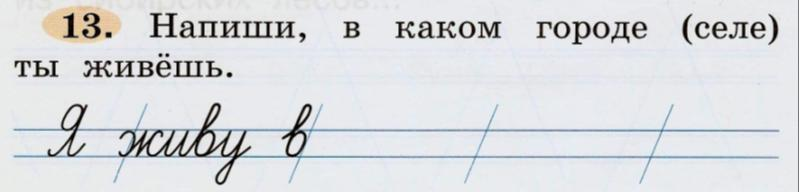 13. Напиши, в каком городе (селе)
ты живёшь.
Я живу в